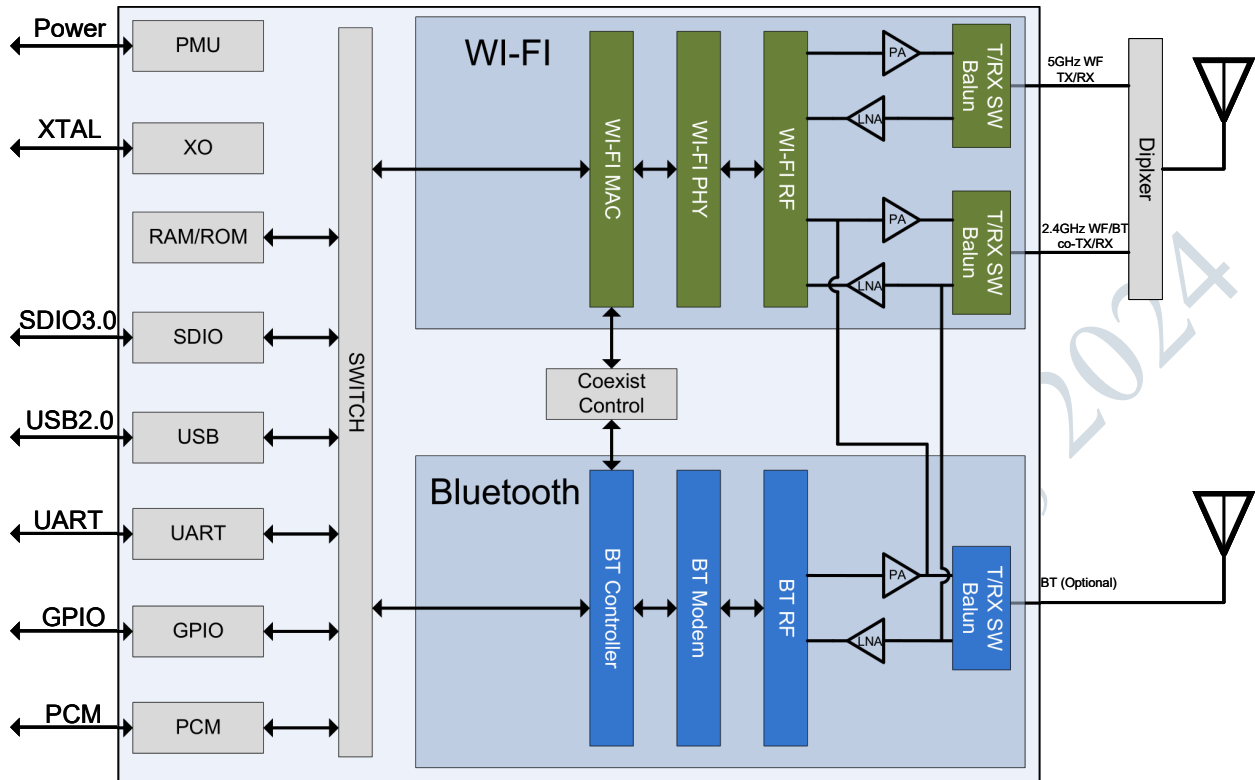 Power
PMU
XTAL
XO
RAM/ROM
SDIO3.0
SDIO
USB2.0
USB
UART
UART
GPIO
GPIO
PCM
PCM
SWITCH
WI-FI
WI-FI MAC
WI-FI PHY
WI-FI RF
PA
LNA
T/RX SW
Balun
5GHz WF
TX/RX
PA
LNA
T/RX SW
Balun
2.4GHz WF/BT
co-TX/RX
Diplxer
Coexist
Control
Bluetooth
BT Controller
BT Modem
BT RF
PA
LNA
T/RX SW
Balun
BT (Optional)
2024